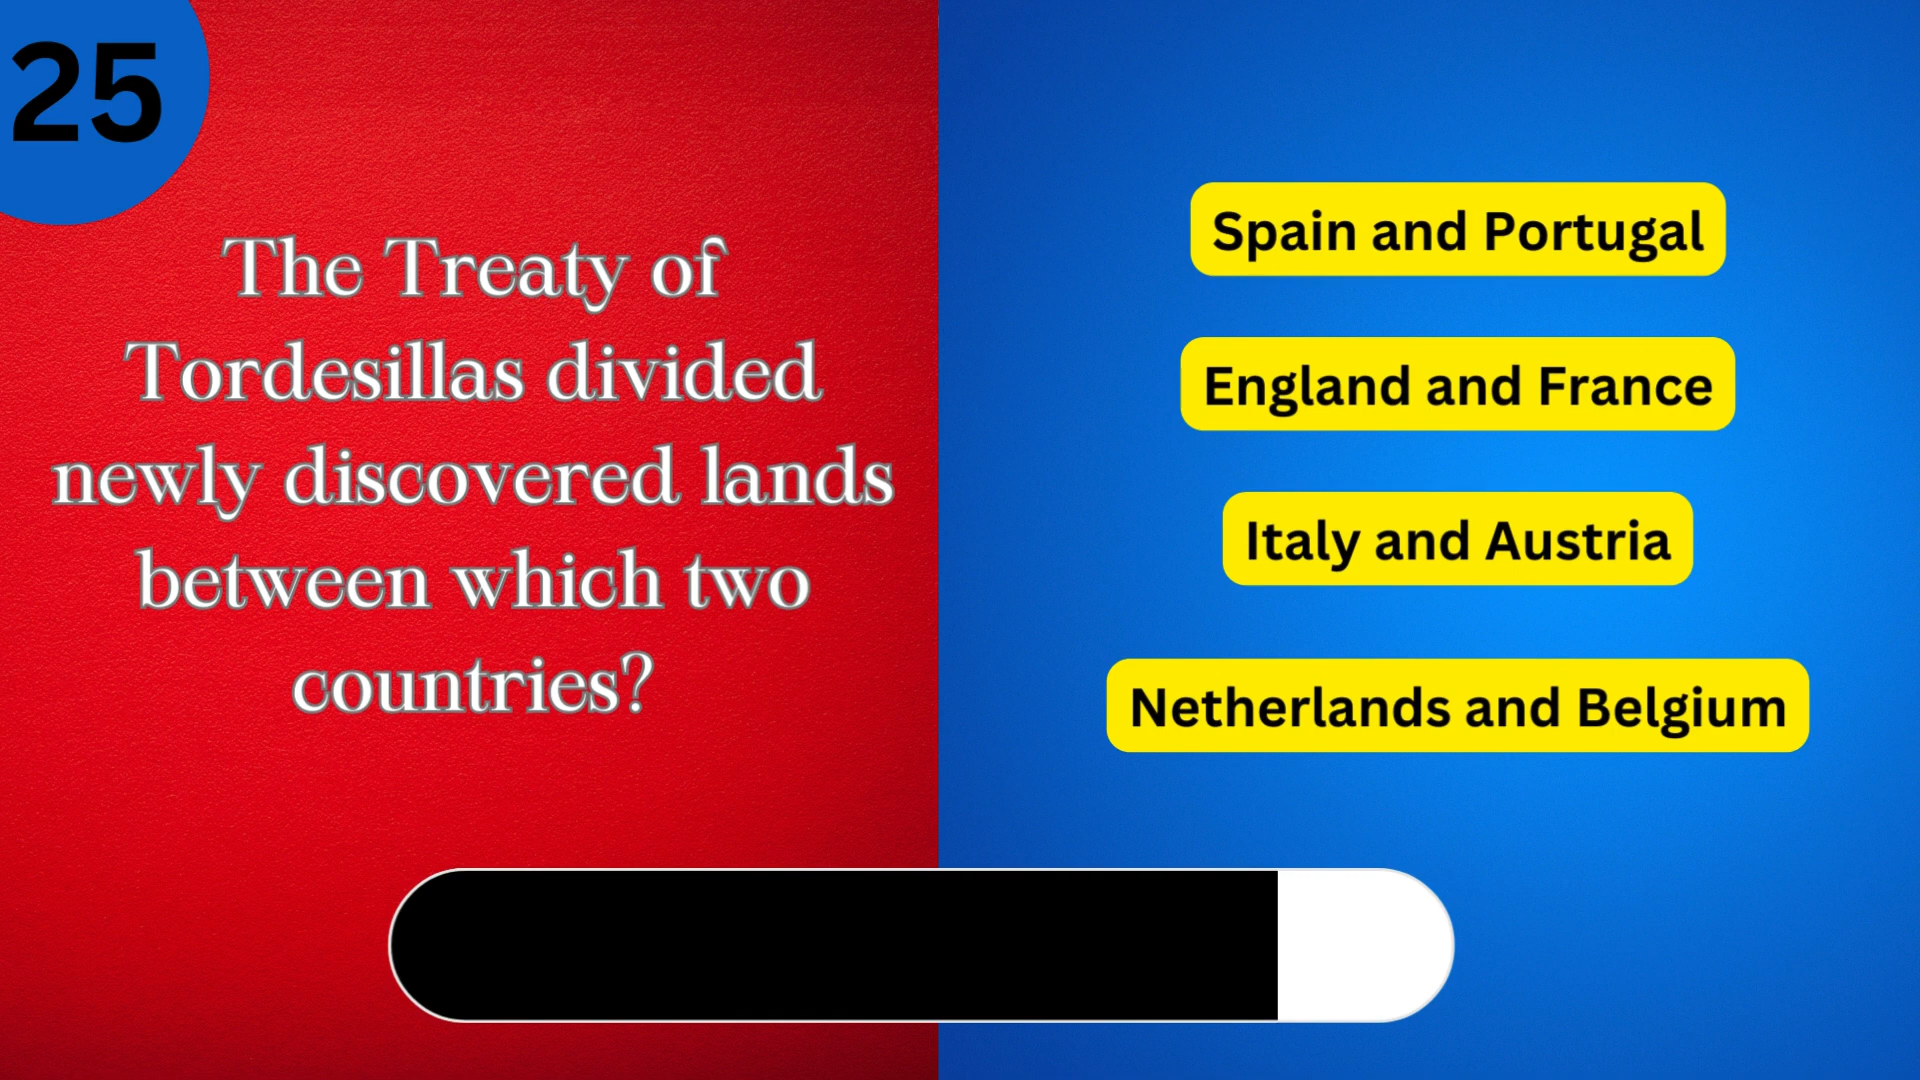 25
The Treaty of
Tordesillas divided
newly discovered lands
between which two
countries?
Spain and Portugal
England and France
Italy and Austria
Netherlands and Belgium